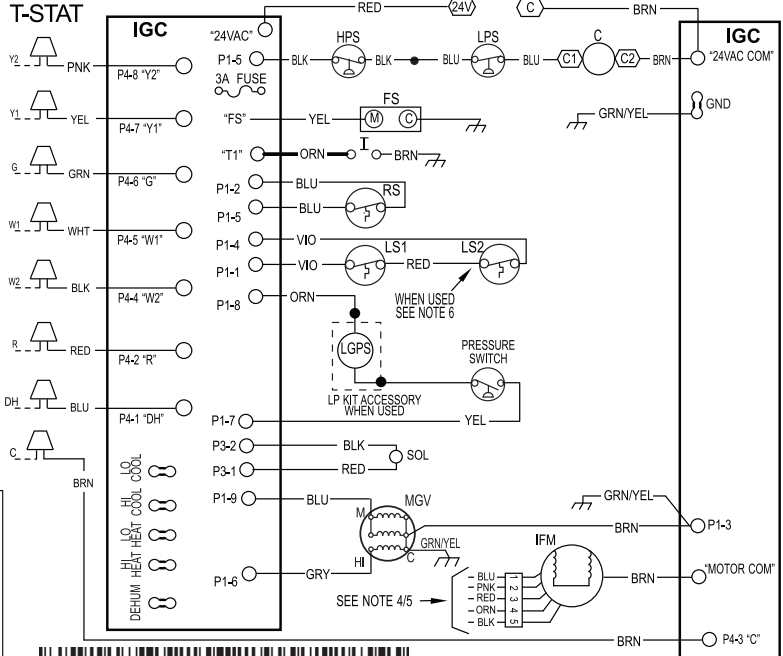 T-STAT
IGC
IGC
RED
24V
C
BRN
"24VAC"
P1-5
3A FUSE
BLK
HPS
BLK
BLU
LPS
BLU
C1
C
C2
BRN
"24VAC COM"
Y2
PNK
P4-8 "Y2"
"FS"
YEL
FS
M
C
GRN/YEL
GND
Y1
YEL
P4-7 "Y1"
"T1"
ORN
I
BRN
G
GRN
P4-6 "G"
P1-2
BLU
RS
P1-5
BLU
W1
WHT
P4-5 "W1"
P1-4
VIO
P1-1
VIO
LS1
RED
LS2
W2
BLK
P4-4 "W2"
P1-8
ORN
WHEN USED
SEE NOTE 6
R
RED
P4-2 "R"
LGPS
PRESSURE
SWITCH
LP KIT ACCESSORY
WHEN USED
DH
BLU
P4-1 "DH"
P1-7
YEL
C
BRN
P3-2
BLK
SOL
P3-1
RED
LO
COOL
HI
COOL
LO
HEAT
HI
HEAT
DEHUM
P1-9
BLU
M
MGV
GRN/YEL
C
HI
P1-6
GRY
GRN/YEL
BRN
P1-3
IFM
BLU 1
PNK 2
RED 3
ORN 4
BLK 5
SEE NOTE 4/5
BRN
"MOTOR COM"
BRN
P4-3 "C"